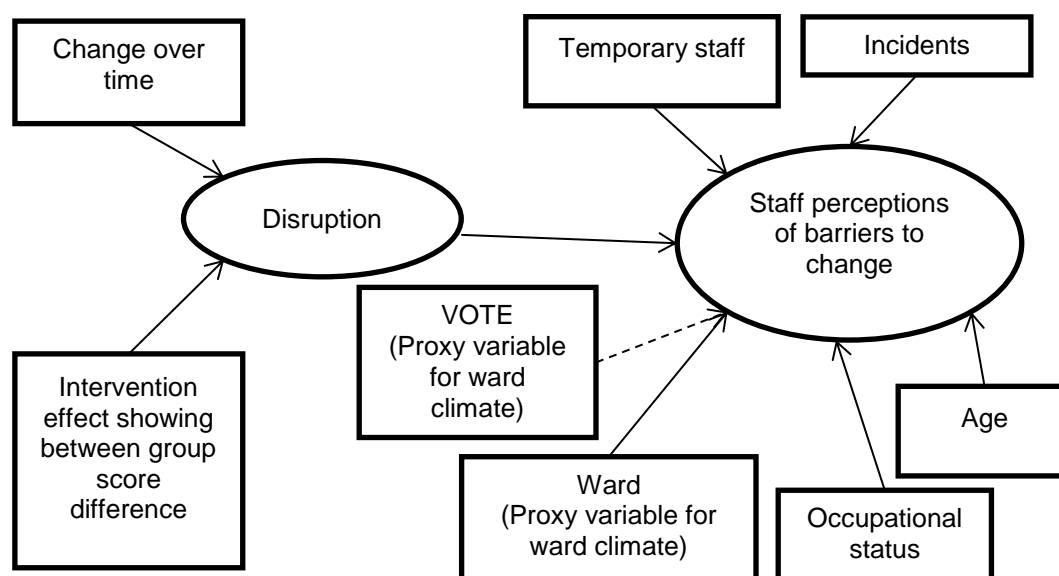 Change over
time
Temporary staff
Incidents
Disruption
Staff perceptions
of barriers to
change
VOTE
(Proxy variable
for ward
climate)
Intervention
effect showing
between group
score
difference
Age
Ward
(Proxy variable for
ward climate)
Occupational
status